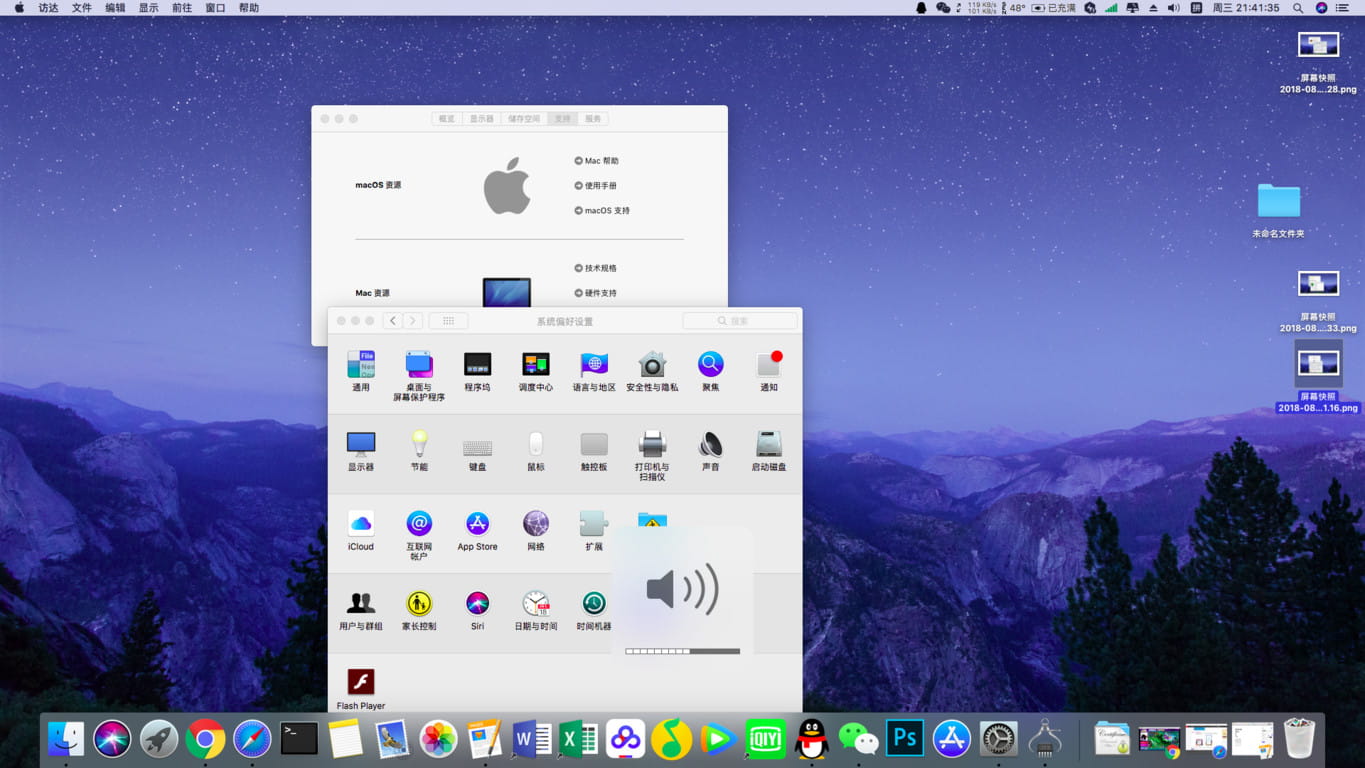 访达 文件 编辑 显示 前往 窗口 帮助
119 KB/s
101 KB/s
48° 已充满 拼 周三 21:41:35
屏幕快照
2018-08....28.png
概览 显示器 储存空间 支持 服务
macOS 资源
Mac 帮助
使用手册
macOS 支持
未命名文件夹
Mac 资源
技术规格
硬件支持
屏幕快照
2018-08....33.png
系统偏好设置
搜索
通用
桌面与
屏幕保护程序
程序坞
调度中心
语言与地区
安全性与隐私
聚焦
通知
屏幕快照
2018-08...1.16.png
显示器
节能
键盘
鼠标
触控板
打印机与
扫描仪
声音
启动磁盘
iCloud
互联网
帐户
App Store
网络
扩展
用户与群组
家长控制
Siri
日期与时间
时间机器
Flash Player
W
X
QIY
Ps